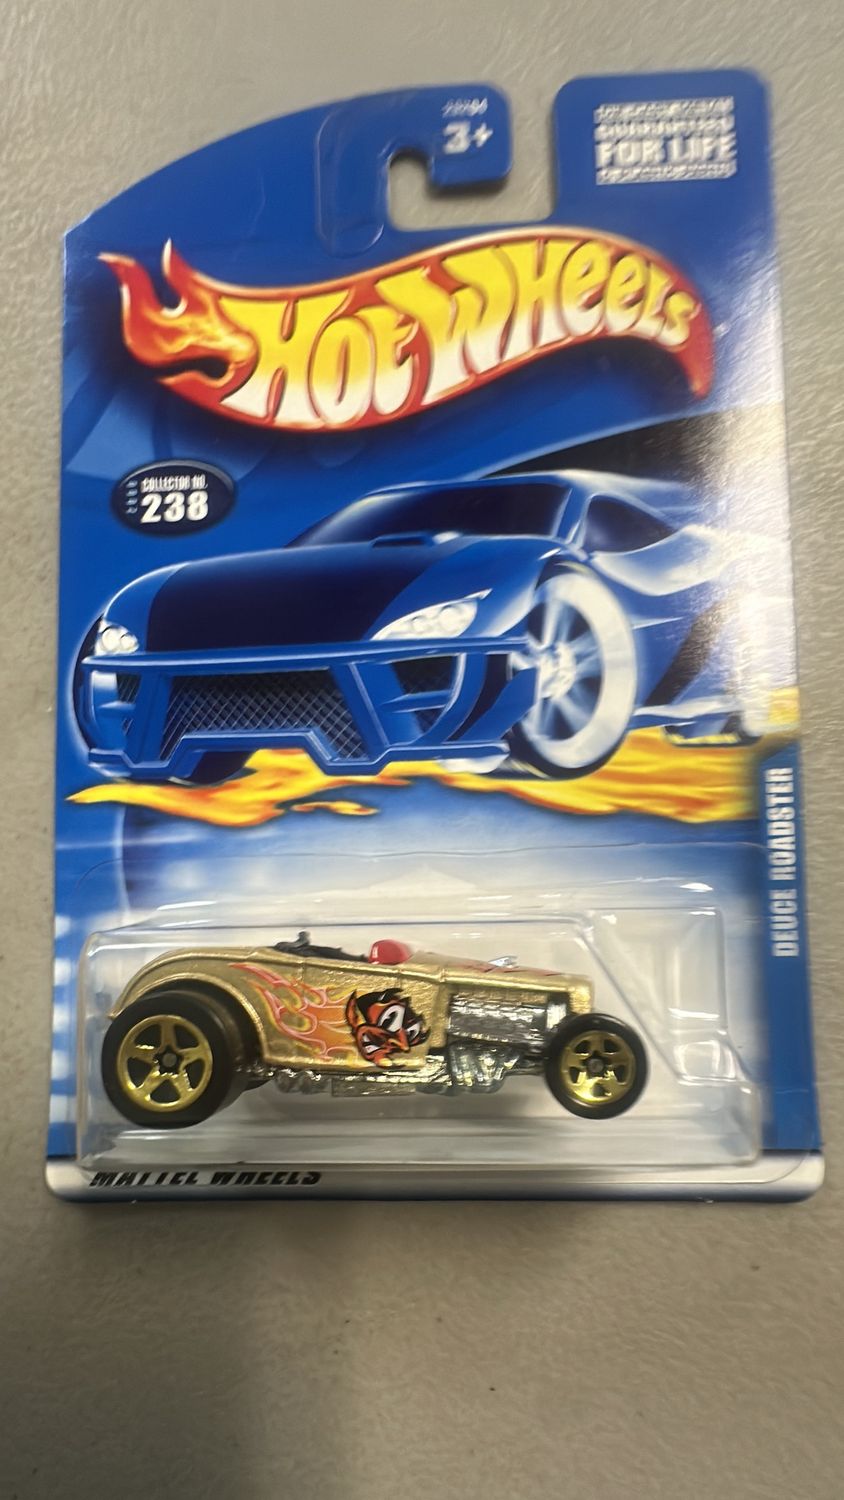 3+
FOR LIFE
Hot Wheels
COLLECTOR NO.
238
DEUCE ROADSTER
MATTEL WHEELS